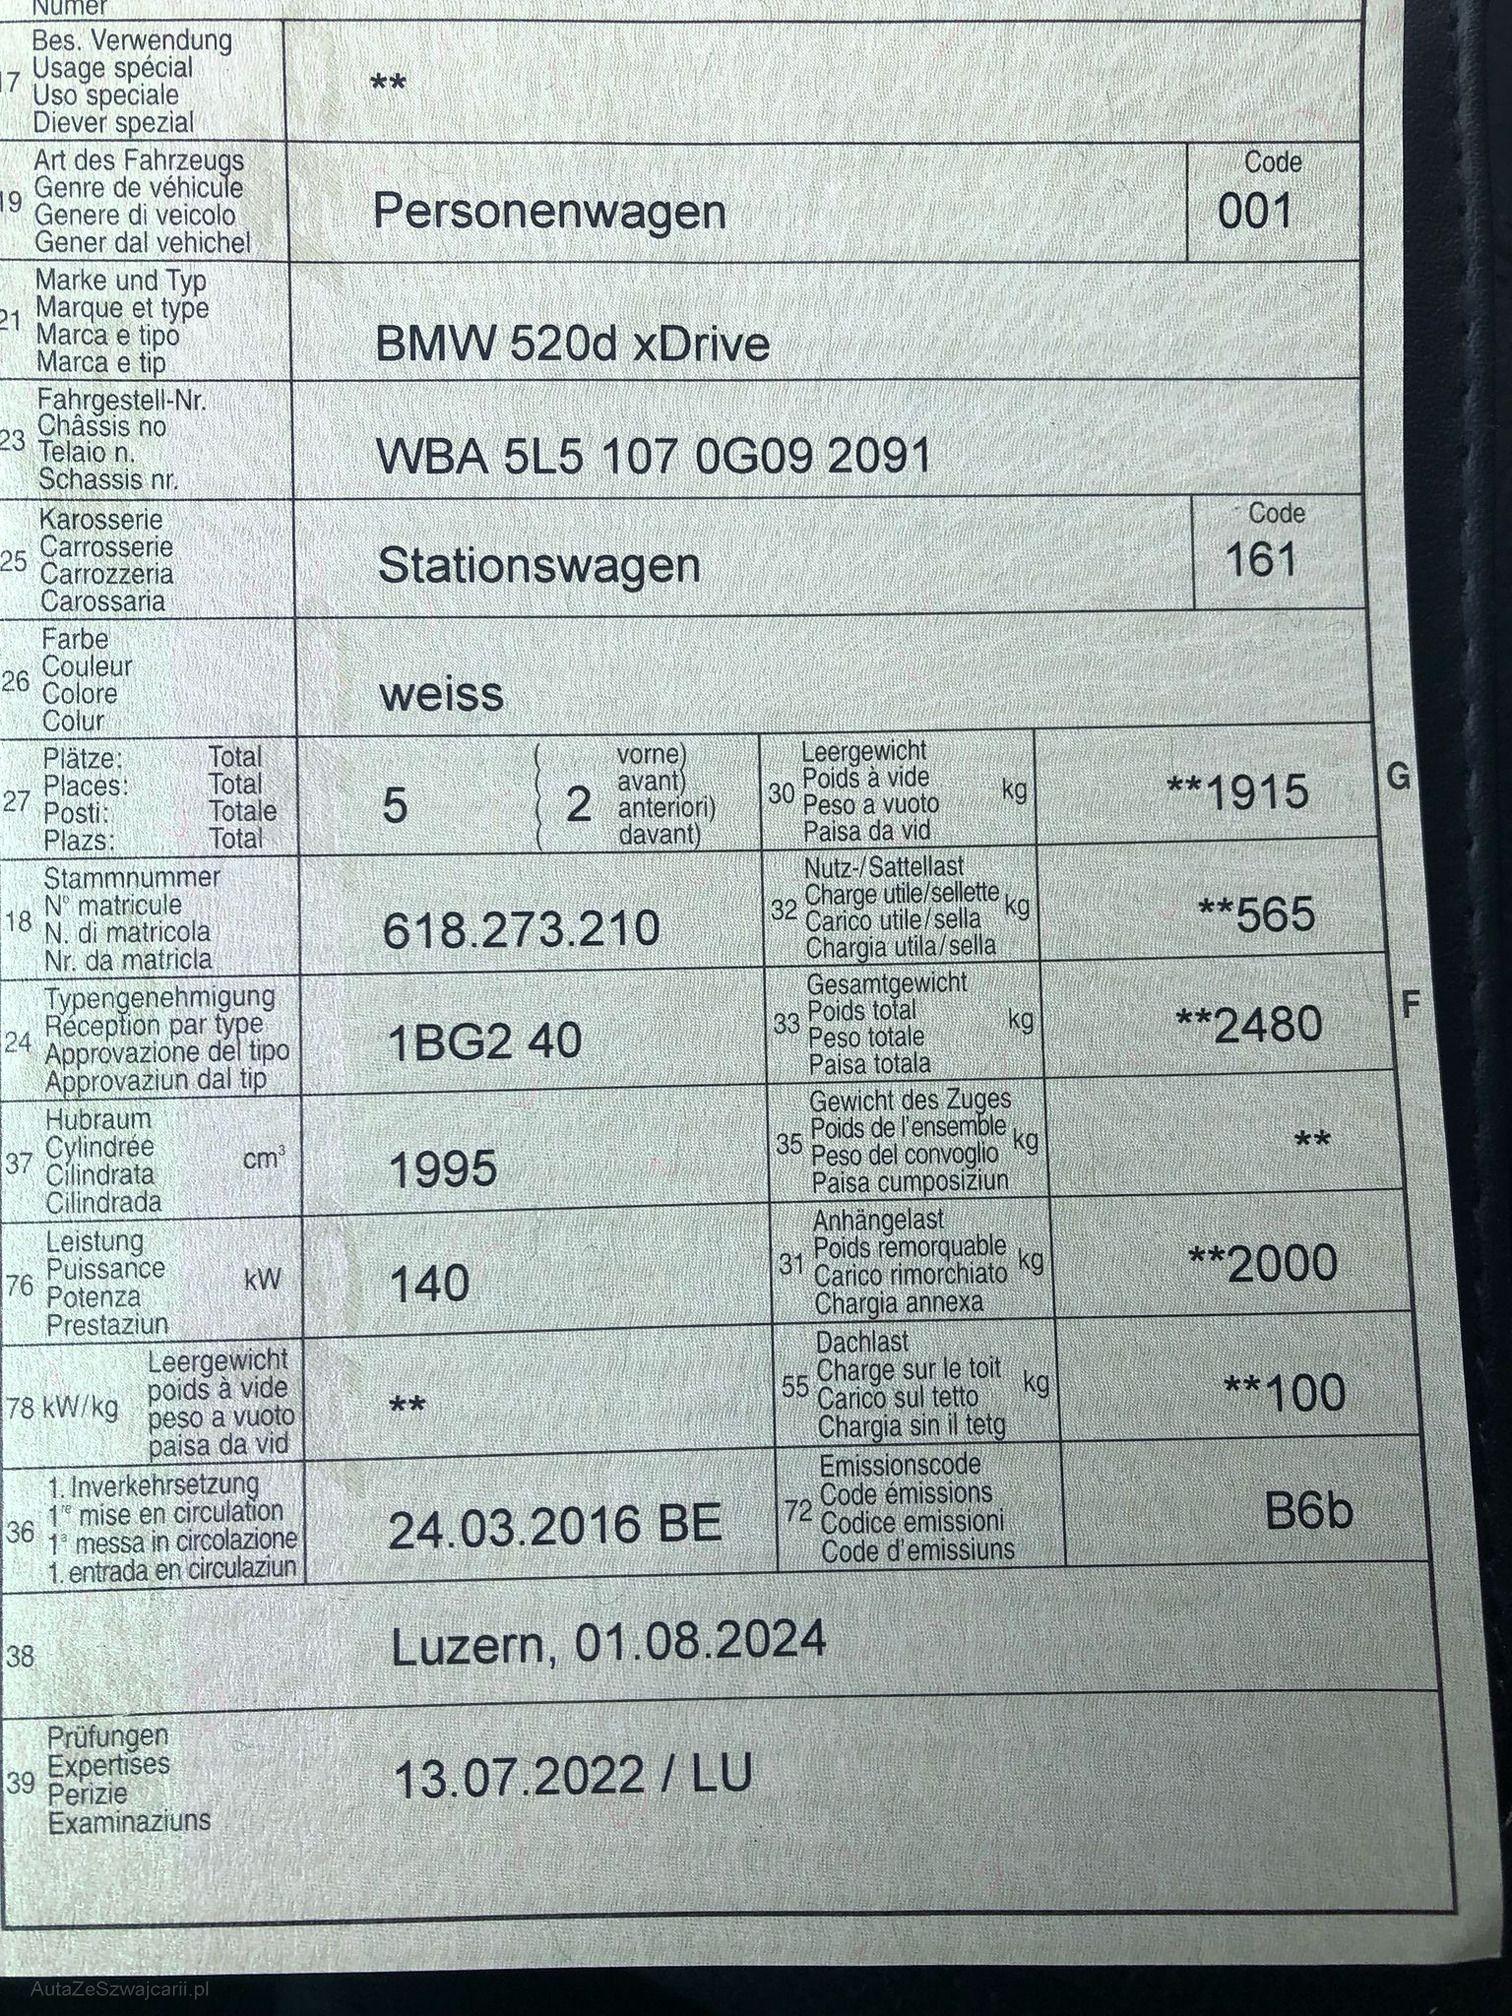 Numer
17
Bes. Verwendung
Usage spécial
Uso speciale
Diever spezial
**
19
Art des Fahrzeugs
Genre de véhicule
Genere di veicolo
Gener dal vehichel
Personenwagen
Code
001
21
Marke und Typ
Marque et type
Marca e tipo
Marca e tip
BMW 520d xDrive
23
Fahrgestell-Nr.
Châssis no
Telaio n.
Schassis nr.
WBA 5L5 107 0G09 2091
25
Karosserie
Carrosserie
Carrozzeria
Carossaria
Stationswagen
Code
161
26
Farbe
Couleur
Colore
Colur
weiss
27
Plätze: Total
Places: Total
Posti: Totale
Plazs: Total
5
( 2
vorne)
avant)
anteriori)
davant)
30
Leergewicht
Poids à vide
Peso a vuoto
Paisa da vid
kg
**1915
G
18
Stammnummer
N° matricule
N. di matricola
Nr. da matricla
618.273.210
32
Nutz-/Sattellast
Charge utile/sellette
Carico utile/sella
Chargia utila/sella
kg
**565
24
Typengenehmigung
Réception par type
Approvazione del tipo
Approvaziun dal tip
1BG2 40
33
Gesamtgewicht
Poids total
Peso totale
Paisa totala
kg
**2480
F
37
Hubraum
Cylindrée
Cilindrata
Cilindrada
cm³
1995
35
Gewicht des Zuges
Poids de l'ensemble
Peso del convoglio
Paisa cumposiziun
kg
**
76
Leistung
Puissance
Potenza
Prestaziun
kW
140
31
Anhängelast
Poids remorquable
Carico rimorchiato
Chargia annexa
kg
**2000
78 kW/kg
Leergewicht
poids à vide
peso a vuoto
paisa da vid
**
55
Dachlast
Charge sur le toit
Carico sul tetto
Chargia sin il tetg
kg
**100
36
1. Inverkehrsetzung
1re mise en circulation
1a messa in circolazione
1. entrada en circulaziun
24.03.2016 BE
72
Emissionscode
Code émissions
Codice emissioni
Code d'emissiuns
B6b
38
Luzern, 01.08.2024
39
Prüfungen
Expertises
Perizie
Examinaziuns
13.07.2022 / LU
AutaZeSzwajcarii.pl